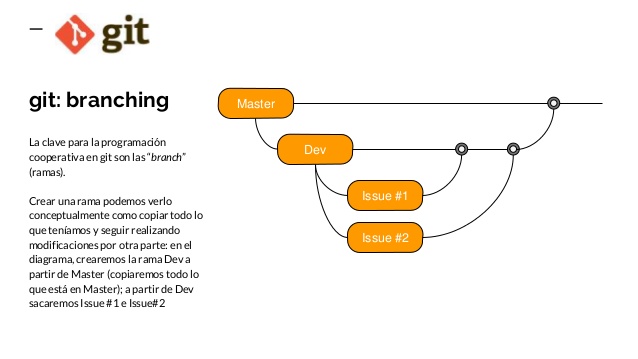 git
git: branching
La clave para la programación
cooperativa en git son las "branch"
(ramas).
Crear una rama podemos verlo
conceptualmente como copiar todo lo
que teníamos y seguir realizando
modificaciones por otra parte: en el
diagrama, crearemos la rama Dev a
partir de Master (copiaremos todo lo
que está en Master); a partir de Dev
sacaremos Issue #1 e Issue#2
Master
Dev
Issue #1
Issue #2